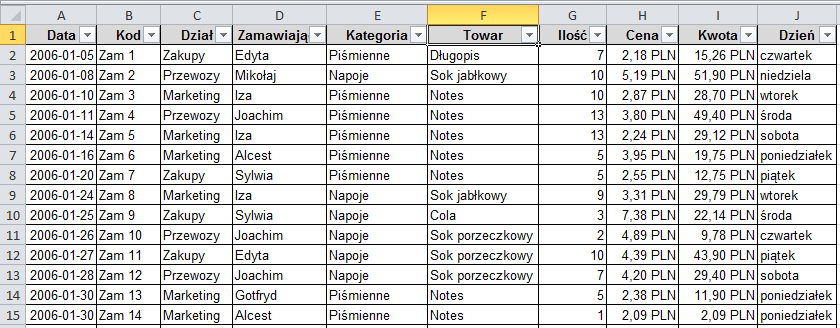 A B C D E F G H I J
1 Data Kod Dział Zamawiają Kategoria Towar Ilość Cena Kwota Dzień
2 2006-01-05 Zam 1 Zakupy Edyta Piśmienne Długopis 7 2,18 PLN 15,26 PLN czwartek
3 2006-01-08 Zam 2 Przewozy Mikołaj Napoje Sok jabłkowy 10 5,19 PLN 51,90 PLN niedziela
4 2006-01-10 Zam 3 Marketing Iza Piśmienne Notes 10 2,87 PLN 28,70 PLN wtorek
5 2006-01-11 Zam 4 Przewozy Joachim Piśmienne Notes 13 3,80 PLN 49,40 PLN środa
6 2006-01-14 Zam 5 Marketing Iza Piśmienne Notes 13 2,24 PLN 29,12 PLN sobota
7 2006-01-16 Zam 6 Marketing Alcest Piśmienne Notes 5 3,95 PLN 19,75 PLN poniedziałek
8 2006-01-20 Zam 7 Zakupy Sylwia Piśmienne Notes 5 2,55 PLN 12,75 PLN piątek
9 2006-01-24 Zam 8 Marketing Iza Napoje Sok jabłkowy 9 3,31 PLN 29,79 PLN wtorek
10 2006-01-25 Zam 9 Zakupy Sylwia Napoje Cola 3 7,38 PLN 22,14 PLN środa
11 2006-01-26 Zam 10 Przewozy Joachim Napoje Sok porzeczkowy 2 4,89 PLN 9,78 PLN czwartek
12 2006-01-27 Zam 11 Zakupy Edyta Napoje Sok porzeczkowy 10 4,39 PLN 43,90 PLN piątek
13 2006-01-28 Zam 12 Przewozy Joachim Napoje Sok porzeczkowy 7 4,20 PLN 29,40 PLN sobota
14 2006-01-30 Zam 13 Marketing Gotfryd Piśmienne Notes 5 2,38 PLN 11,90 PLN poniedziałek
15 2006-01-30 Zam 14 Marketing Alcest Piśmienne Notes 1 2,09 PLN 2,09 PLN poniedziałek